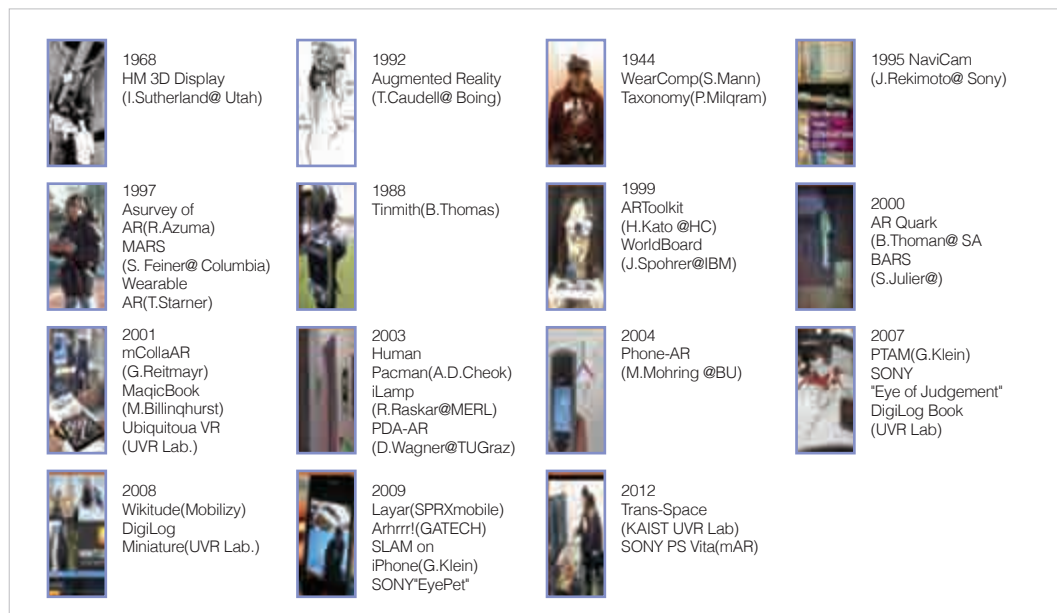 1968
HM 3D Display
(I.Sutherland@ Utah)
1992
Augmented Reality
(T.Caudell@ Boing)
1944
WearComp(S.Mann)
Taxonomy(P.Milqram)
1995 NaviCam
(J.Rekimoto@ Sony)
1997
Asurvey of
AR(R.Azuma)
MARS
(S. Feiner@ Columbia)
Wearable
AR(T.Starner)
1988
Tinmith(B.Thomas)
1999
ARToolkit
(H.Kato @HC)
WorldBoard
(J.Spohrer@IBM)
2000
AR Quark
(B.Thoman@ SA
BARS
(S.Julier@)
2001
mCollaAR
(G.Reitmayr)
MaqicBook
(M.Billinqhurst)
Ubiquitoua VR
(UVR Lab.)
2003
Human
Pacman(A.D.Cheok)
iLamp
(R.Raskar@MERL)
PDA-AR
(D.Wagner@TUGraz)
2004
Phone-AR
(M.Mohring @BU)
2007
PTAM(G.Klein)
SONY
"Eye of Judgement"
DigiLog Book
(UVR Lab)
2008
Wikitude(Mobilizy)
DigiLog
Miniature(UVR Lab.)
2009
Layar(SPRXmobile)
Arhrrr!(GATECH)
SLAM on
iPhone(G.Klein)
SONY"EyePet"
2012
Trans-Space
(KAIST UVR Lab)
SONY PS Vita(mAR)